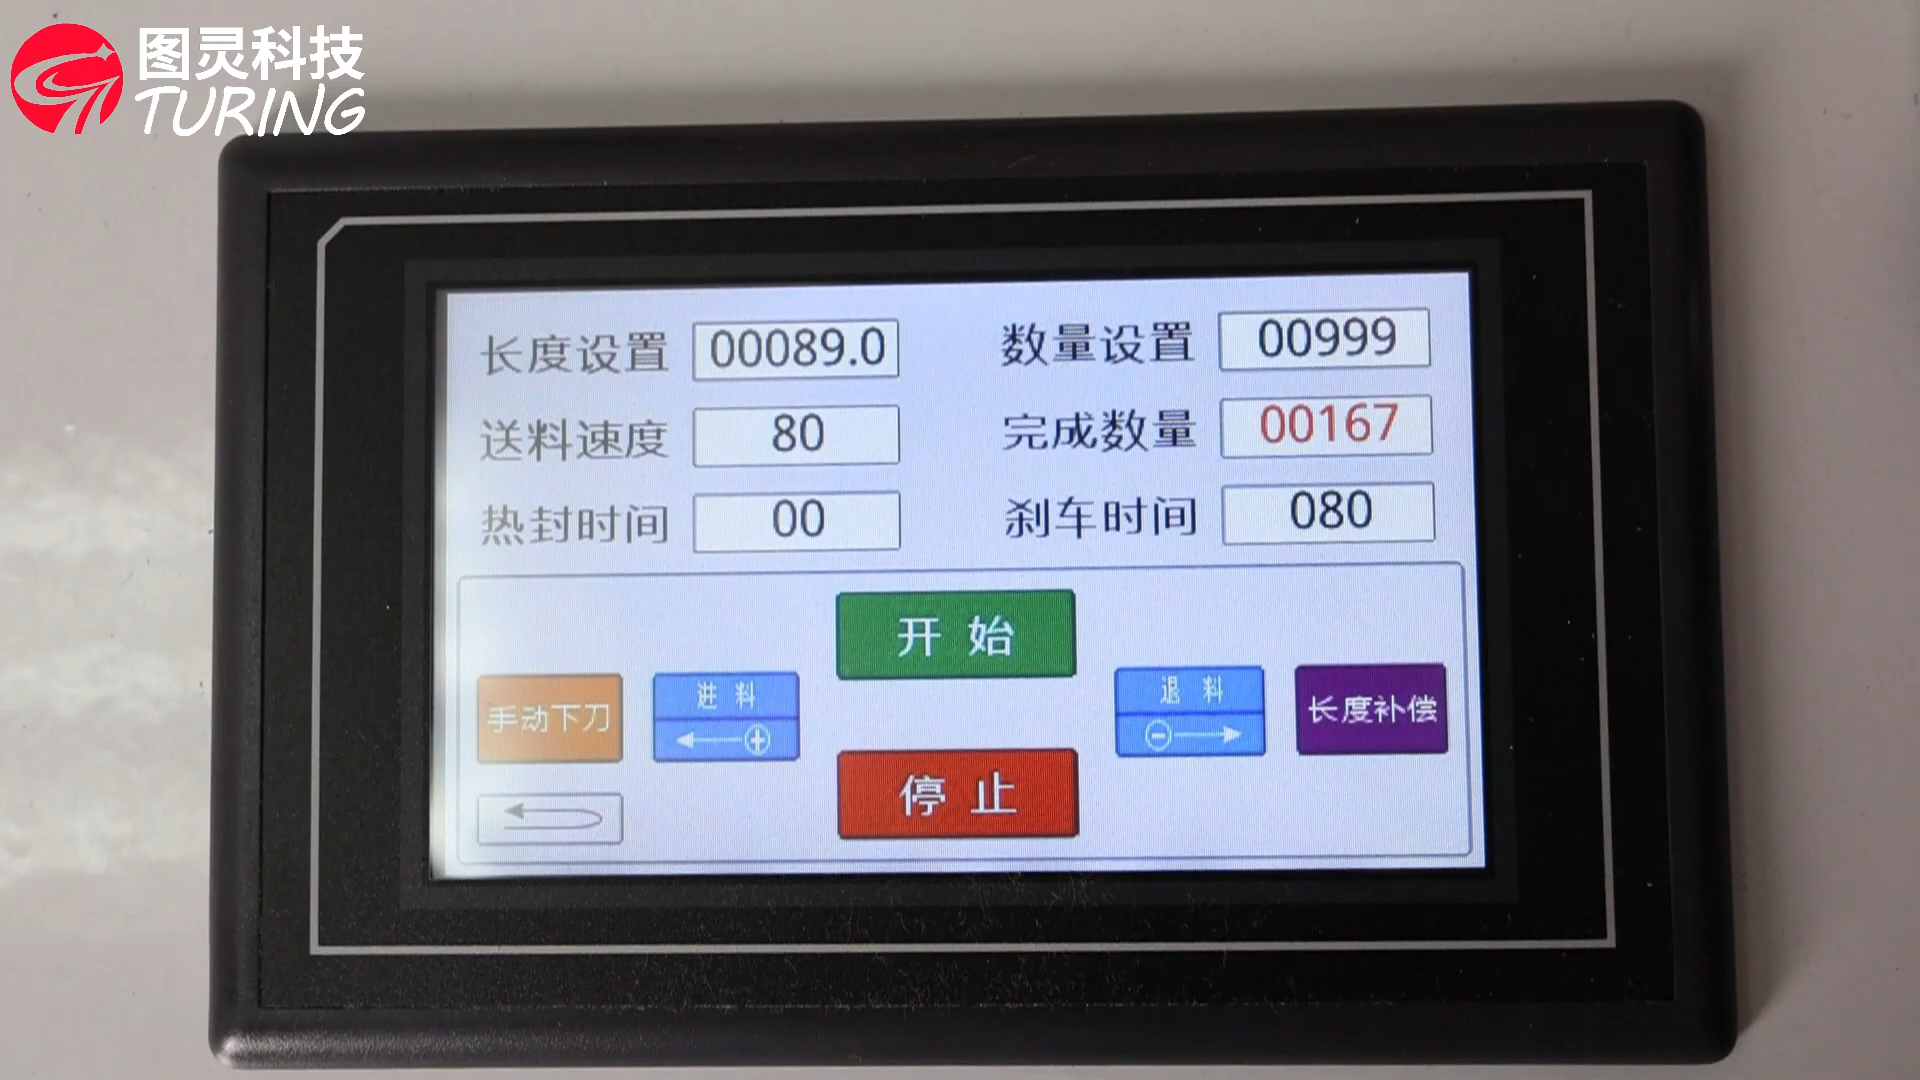 图灵科技
TURING
长度设置 00089.0 数量设置 00999
送料速度 80 完成数量 00167
热封时间 00 刹车时间 080
开始
手动下刀 进料 退料 长度补偿
停止